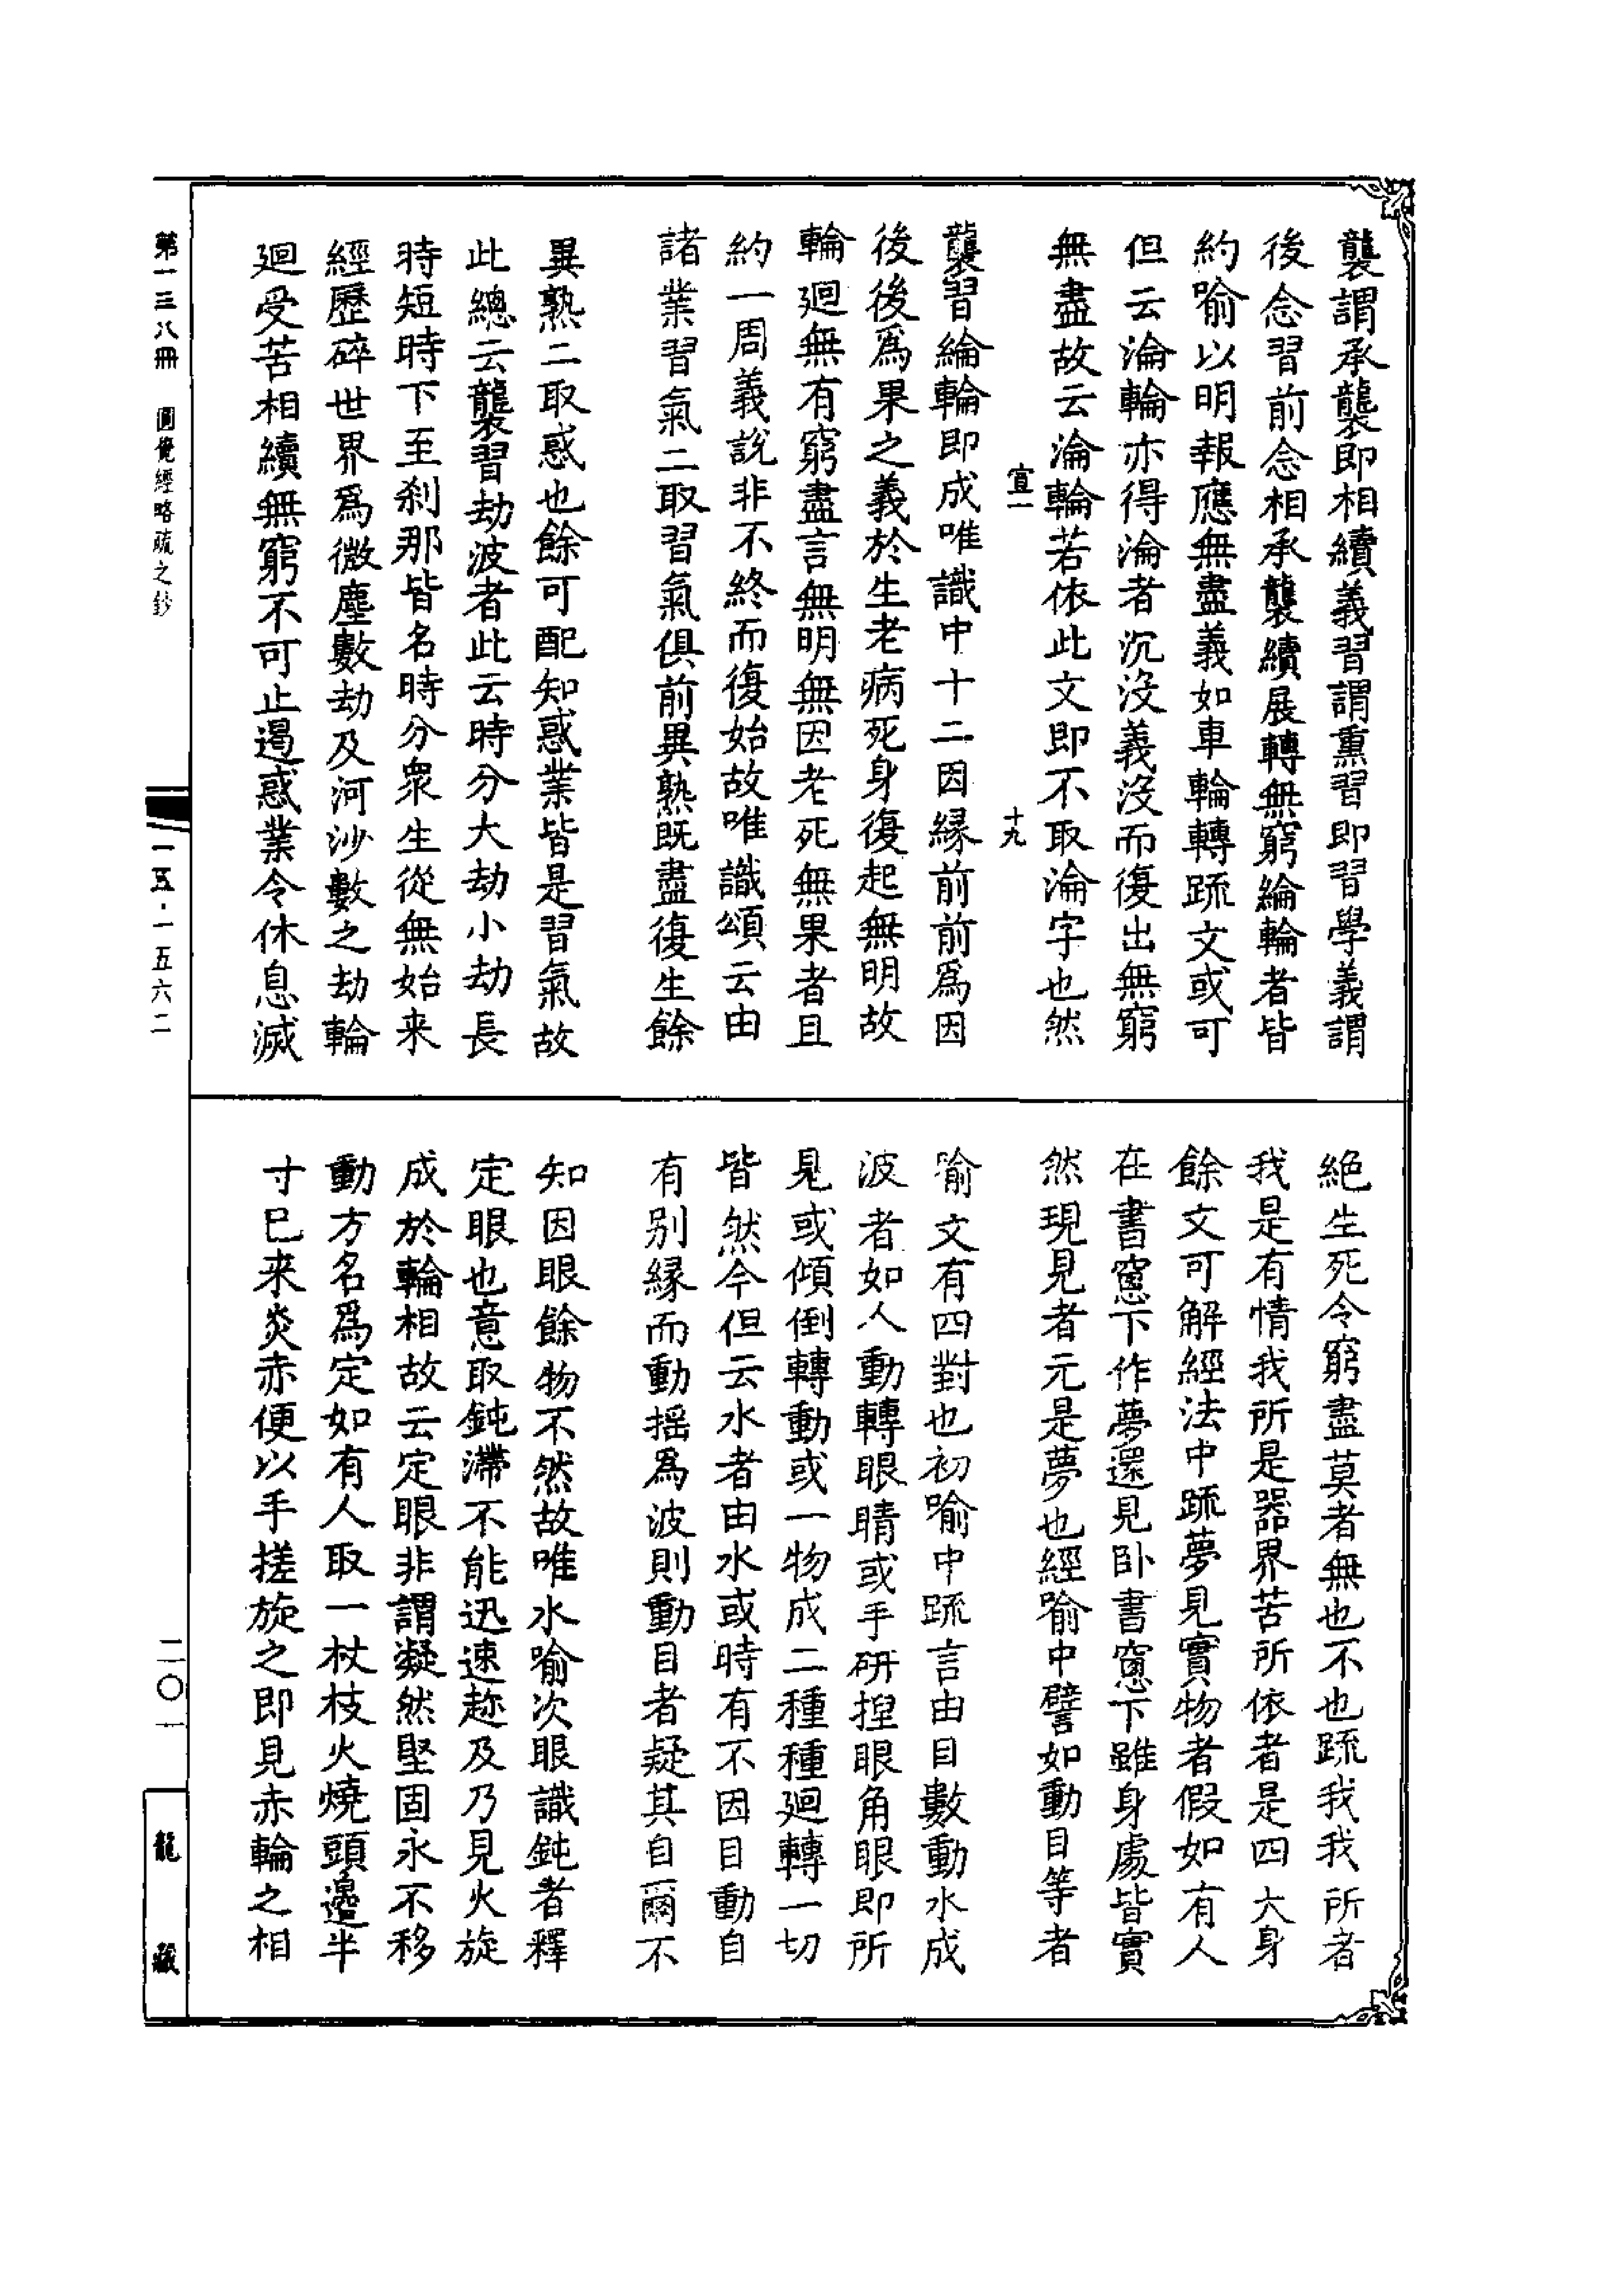 襲謂承襲即相續義習謂熏習即習學義謂
後念習前念相承襲續展轉無窮綸輪者皆
約喻以明報應無盡義如車輪轉䟽文或可
但云淪輪亦得淪者沉没義没而復出無窮
無盡故云淪輪若依此文即不取淪字也然
宣一
十九
襲習綸輪即成唯識中十二因縁前前爲因
後後爲果之義於生老病死身復起無明故
輪廻無有窮盡言無明無因老死無果者且
約一周義說非不終而復始故唯識頌云由
諸業習氣二取習氣俱前異熟既盡復生餘
異熟二取惑也餘可配知惑業皆是習氣故
此總云襲習劫波者此云時分大劫小劫長
時短時下至刹那皆名時分衆生從無始来
經歷碎世界爲微塵數劫及河沙數之劫輪
廻受苦相續無窮不可止遏惑業令休息滅
絶生死令窮盡莫者無也不也䟽我我所者
我是有情我所是器界苦所依者是四大身
餘文可解經法中䟽夢見實物者假如有人
在書窻下作夢還見卧書窻下雖身處皆實
然現見者元是夢也經喻中譬如動目等者
喻文有四對也初喻中䟽言由目數動水成
波者如人動轉眼睛或手研揑眼角眼即所
見或傾倒轉動或一物成二種種廻轉一切
皆然今但云水者由水或時有不因目動自
有别縁而動揺爲波則動目者疑其自爾不
知因眼餘物不然故唯水喻次眼識鈍者釋
定眼也意取鈍滯不能迅速趂及乃見火旋
成於輪相故云定眼非謂凝然堅固永不移
動方名爲定如有人取一杖枝火燒頭邊半
寸已来炎赤便以手搓旋之即見赤輪之相
第一三八冊　圓覺經略疏之鈔
一五·一五六二
二〇一
龍藏